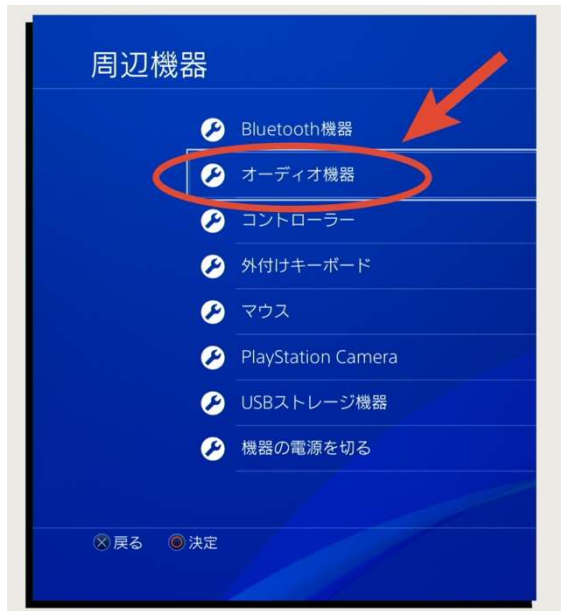 周辺機器
Bluetooth機器
オーディオ機器
コントローラー
外付けキーボード
マウス
PlayStation Camera
USBストレージ機器
機器の電源を切る
戻る 決定